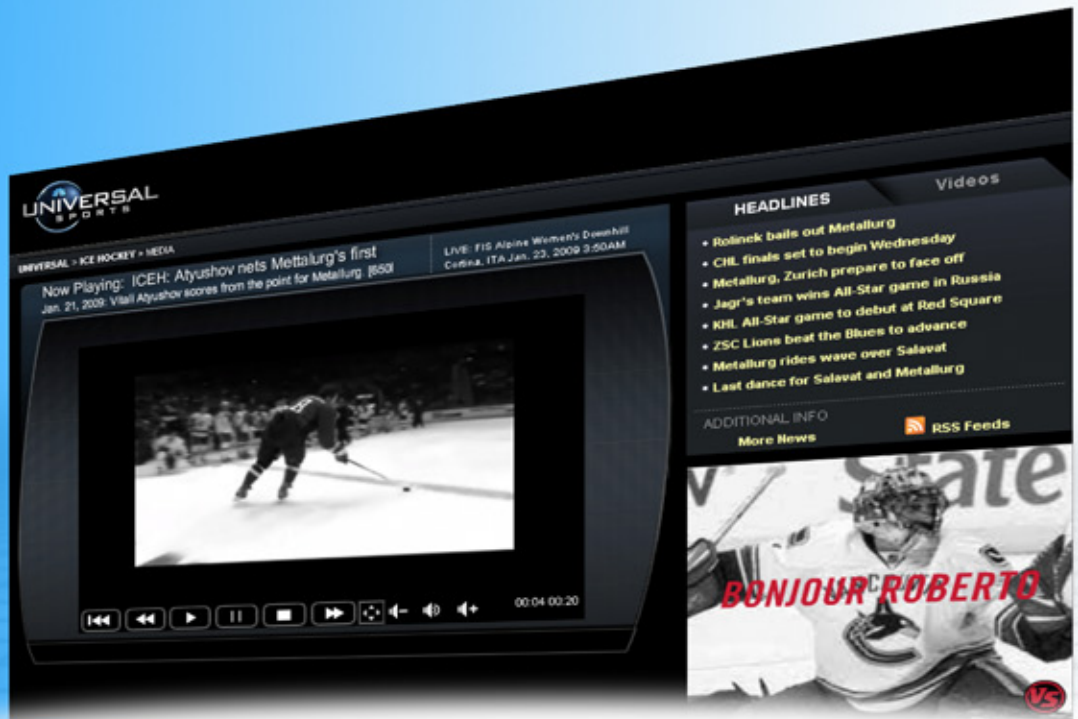 UNIVERSAL
SPORTS
UNIVERSAL > ICE HOCKEY > MEDIA
Now Playing: ICEH: Atyushov nets Mettalurg's first
Jan. 21, 2009: Vitali Atyushov scores from the point for Metallurg. [650]
LIVE: FIS Alpine Women's Downhill
Cortina, ITA Jan. 23, 2009 3:50AM
00:04 00:20
HEADLINES
Videos
• Rolinek bails out Metallurg
• CHL finals set to begin Wednesday
• Metallurg, Zurich prepare to face off
• Jagr's team wins All-Star game in Russia
• KHL All-Star game to debut at Red Square
• ZSC Lions beat the Blues to advance
• Metallurg rides wave over Salavat
• Last dance for Salavat and Metallurg
ADDITIONAL INFO
More News
RSS Feeds
State
BONJOUR ROBERTO
VS